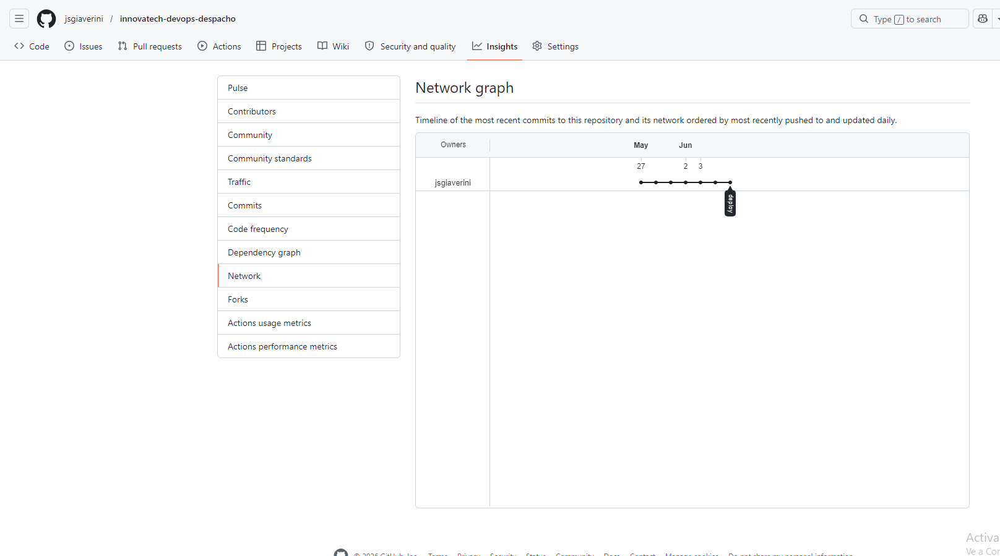 jsgiaverini / innovatech-devops-despacho
Type / to search
Code Issues Pull requests Actions Projects Wiki Security and quality Insights Settings
Pulse
Contributors
Community
Community standards
Traffic
Commits
Code frequency
Dependency graph
Network
Forks
Actions usage metrics
Actions performance metrics
Network graph
Timeline of the most recent commits to this repository and its network ordered by most recently pushed to and updated daily.
Owners May Jun
27 2 3
jsgiaverini
deploy
Activa
Ve a Cor
© 2026 GitHub, Inc. Terms Privacy Security Status Community Docs Contact Manage cookies Do not share my personal information